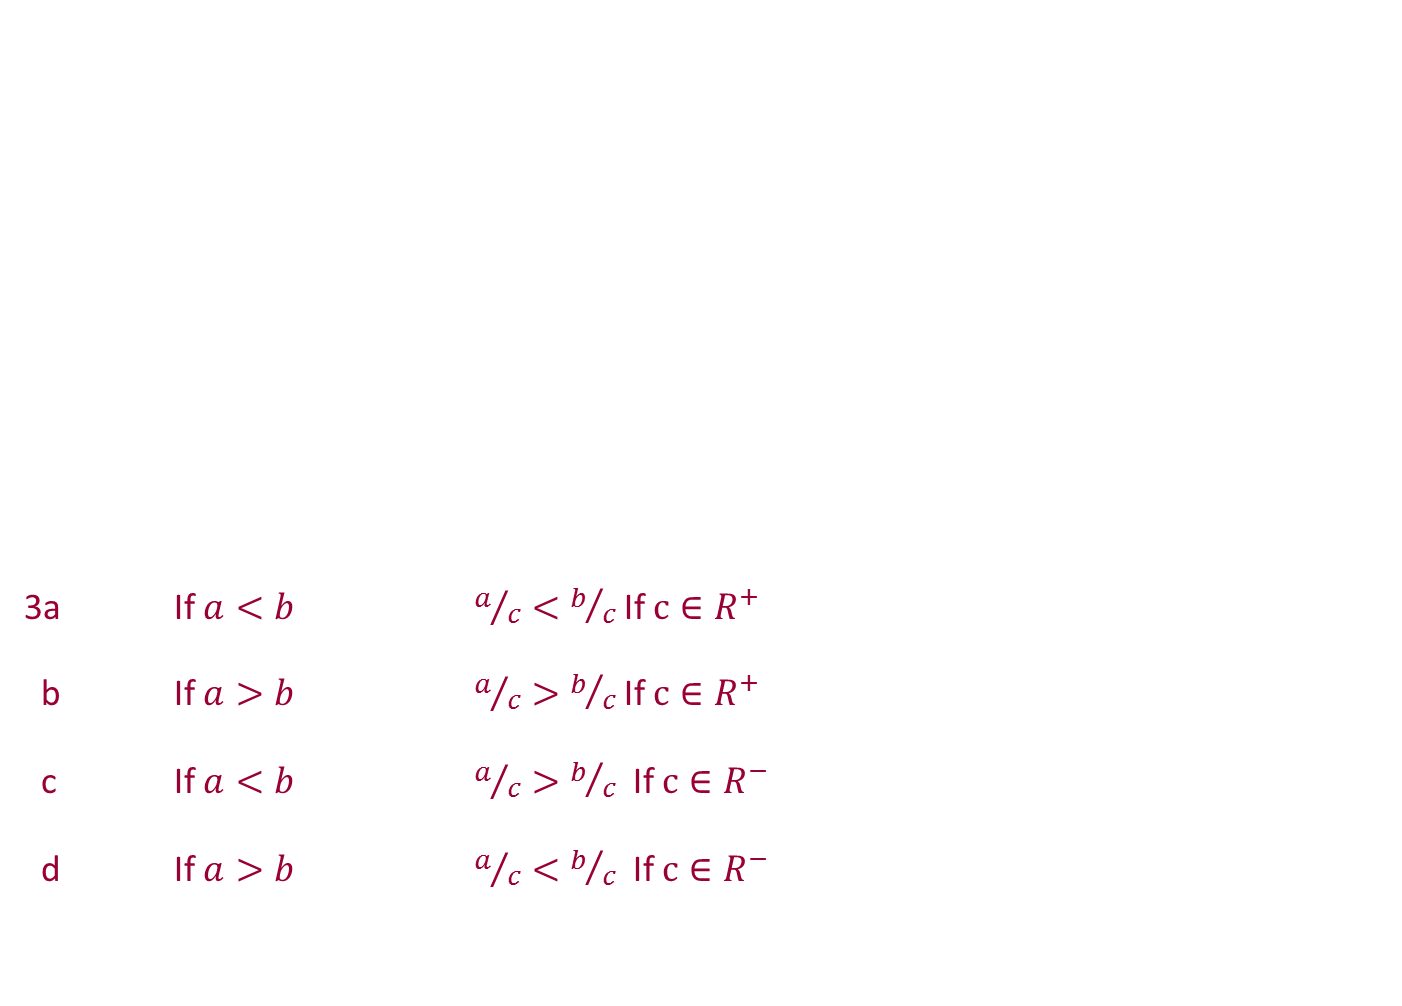 3a If a < b a/c < b/c If c ∈ R⁺
b If a > b a/c > b/c If c ∈ R⁺
c If a < b a/c > b/c If c ∈ R⁻
d If a > b a/c < b/c If c ∈ R⁻